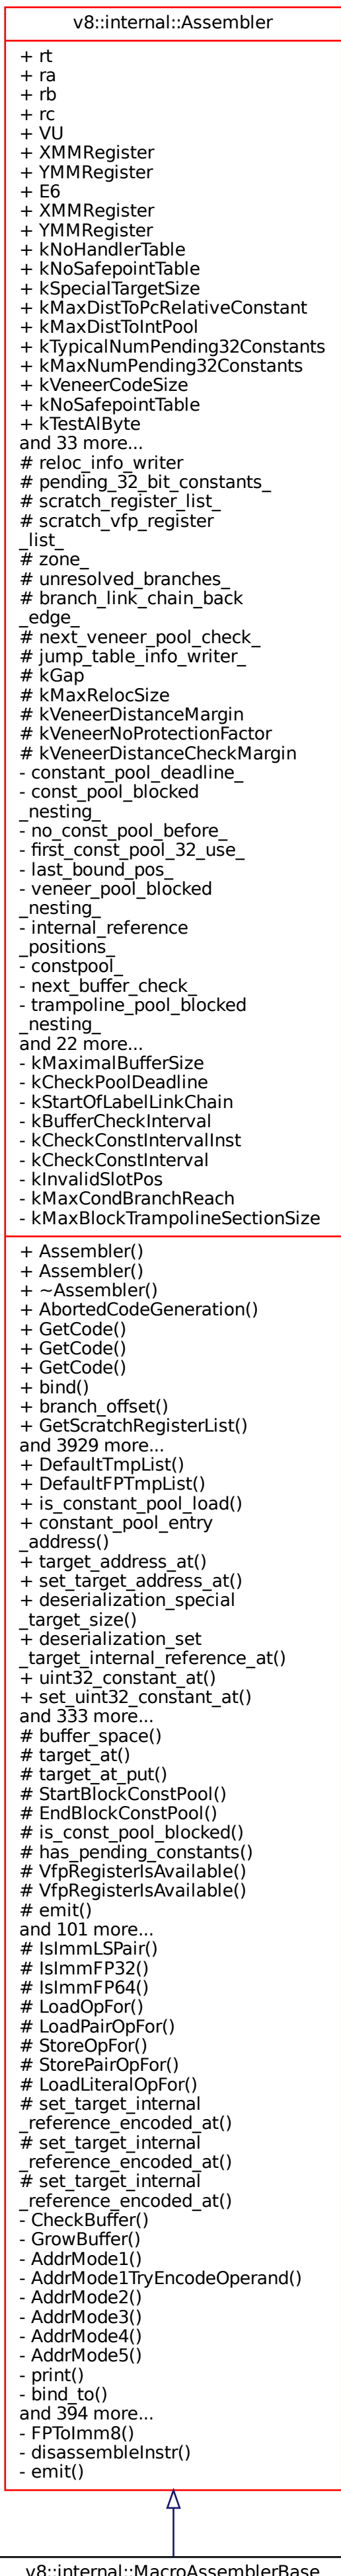 v8::internal::Assembler
+ rt
+ ra
+ rb
+ rc
+ VU
+ XMMRegister
+ YMMRegister
+ E6
+ XMMRegister
+ YMMRegister
+ kNoHandlerTable
+ kNoSafepointTable
+ kSpecialTargetSize
+ kMaxDistToPcRelativeConstant
+ kMaxDistToIntPool
+ kTypicalNumPending32Constants
+ kMaxNumPending32Constants
+ kVeneerCodeSize
+ kNoSafepointTable
+ kTestAlByte
and 33 more...
# reloc_info_writer
# pending_32_bit_constants_
# scratch_register_list_
# scratch_vfp_register
_list_
# zone_
# unresolved_branches_
# branch_link_chain_back
_edge_
# next_veneer_pool_check_
# jump_table_info_writer_
# kGap
# kMaxRelocSize
# kVeneerDistanceMargin
# kVeneerNoProtectionFactor
# kVeneerDistanceCheckMargin
- constant_pool_deadline_
- const_pool_blocked
_nesting_
- no_const_pool_before_
- first_const_pool_32_use_
- last_bound_pos_
- veneer_pool_blocked
_nesting_
- internal_reference
_positions_
- constpool_
- next_buffer_check_
- trampoline_pool_blocked
_nesting_
and 22 more...
- kMaximalBufferSize
- kCheckPoolDeadline
- kStartOfLabelLinkChain
- kBufferCheckInterval
- kCheckConstIntervalInst
- kCheckConstInterval
- kInvalidSlotPos
- kMaxCondBranchReach
- kMaxBlockTrampolineSectionSize
+ Assembler()
+ Assembler()
+ ~Assembler()
+ AbortedCodeGeneration()
+ GetCode()
+ GetCode()
+ GetCode()
+ bind()
+ branch_offset()
+ GetScratchRegisterList()
and 3929 more...
+ DefaultTmpList()
+ DefaultFPTmpList()
+ is_constant_pool_load()
+ constant_pool_entry
_address()
+ target_address_at()
+ set_target_address_at()
+ deserialization_special
_target_size()
+ deserialization_set
_target_internal_reference_at()
+ uint32_constant_at()
+ set_uint32_constant_at()
and 333 more...
# buffer_space()
# target_at()
# target_at_put()
# StartBlockConstPool()
# EndBlockConstPool()
# is_const_pool_blocked()
# has_pending_constants()
# VfpRegisterIsAvailable()
# VfpRegisterIsAvailable()
# emit()
and 101 more...
# IsImmLSPair()
# IsImmFP32()
# IsImmFP64()
# LoadOpFor()
# LoadPairOpFor()
# StoreOpFor()
# StorePairOpFor()
# LoadLiteralOpFor()
# set_target_internal
_reference_encoded_at()
# set_target_internal
_reference_encoded_at()
# set_target_internal
_reference_encoded_at()
- CheckBuffer()
- GrowBuffer()
- AddrMode1()
- AddrMode1TryEncodeOperand()
- AddrMode2()
- AddrMode3()
- AddrMode4()
- AddrMode5()
- print()
- bind_to()
and 394 more...
- FPToImm8()
- disassembleInstr()
- emit()
v8::internal::MacroAssemblerBase